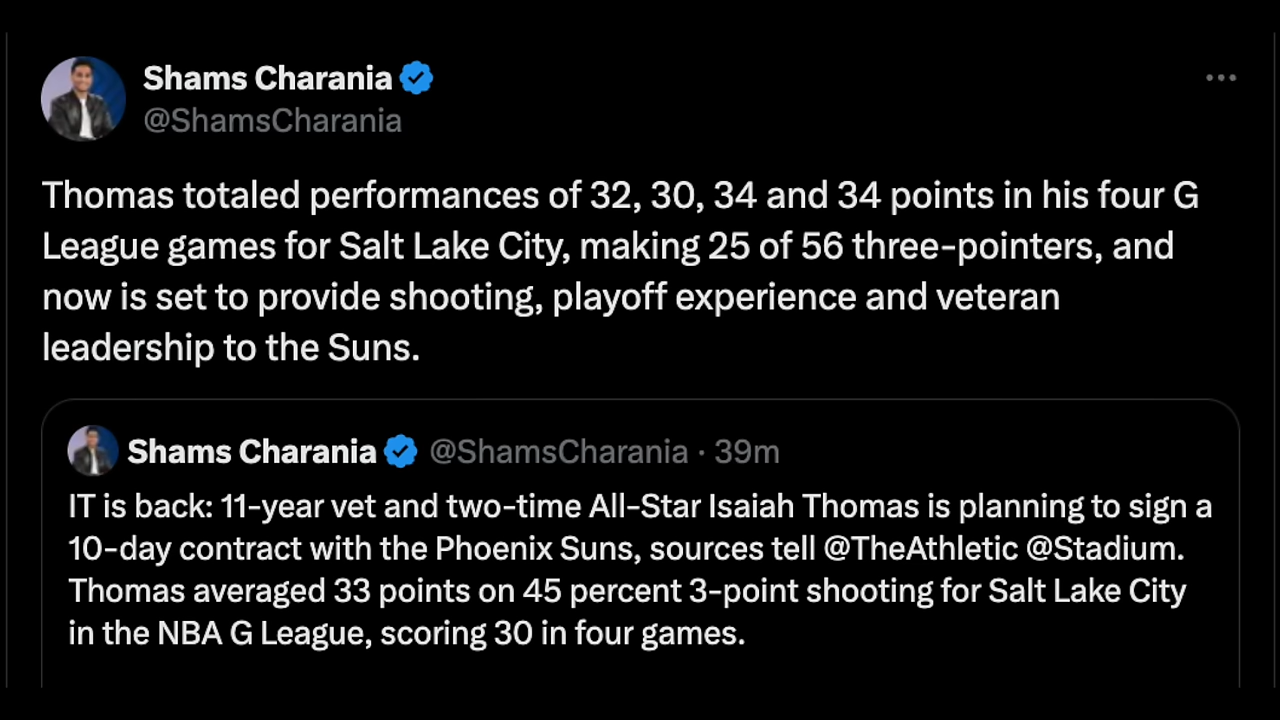 Shams Charania
@ShamsCharania
Thomas totaled performances of 32, 30, 34 and 34 points in his four G
League games for Salt Lake City, making 25 of 56 three-pointers, and
now is set to provide shooting, playoff experience and veteran
leadership to the Suns.
Shams Charania @ShamsCharania · 39m
IT is back: 11-year vet and two-time All-Star Isaiah Thomas is planning to sign a
10-day contract with the Phoenix Suns, sources tell @TheAthletic @Stadium.
Thomas averaged 33 points on 45 percent 3-point shooting for Salt Lake City
in the NBA G League, scoring 30 in four games.